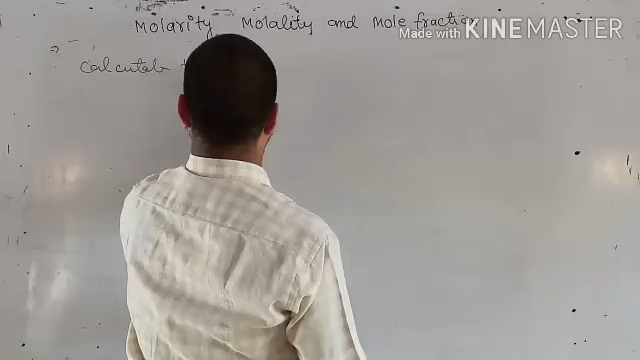 Molarity Molality and Mole fraction
Made with KINEMASTER
Calculate